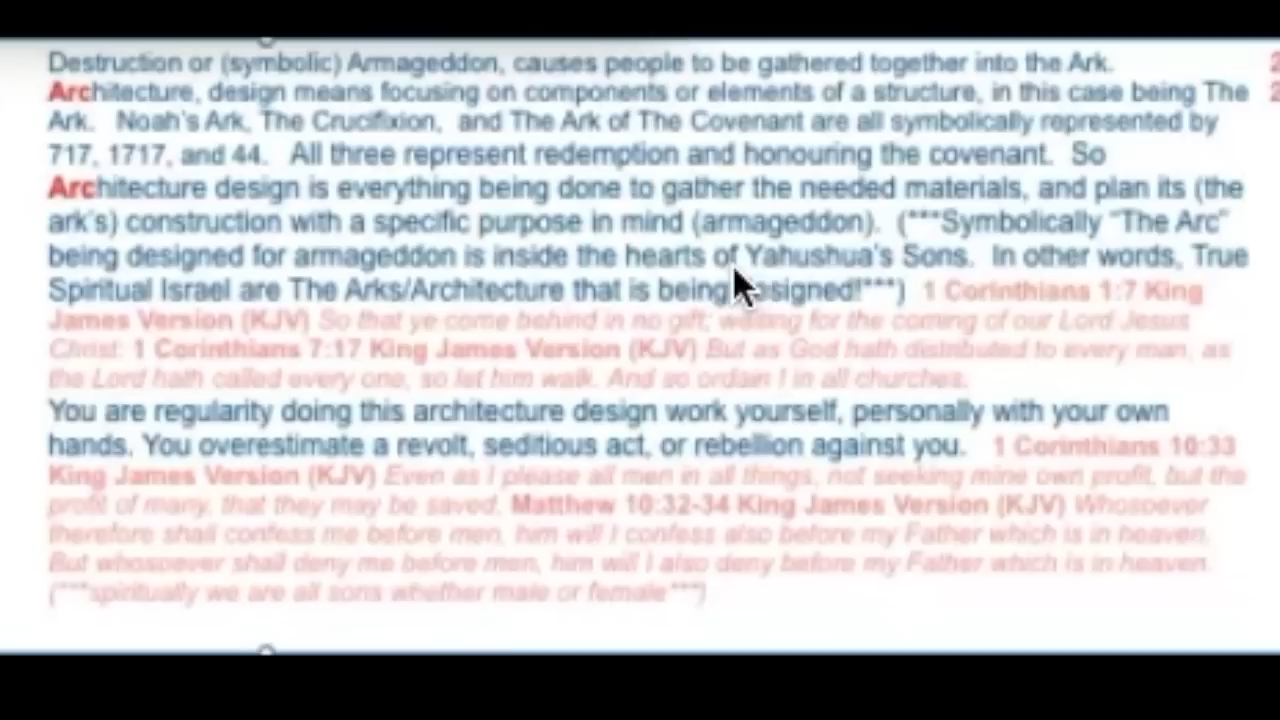 Destruction or (symbolic) Armageddon, causes people to be gathered together into the Ark.
Architecture, design means focusing on components or elements of a structure, in this case being The
Ark. Noah's Ark, The Crucifixion, and The Ark of The Covenant are all symbolically represented by
717, 1717, and 44. All three represent redemption and honouring the covenant. So
Architecture design is everything being done to gather the needed materials, and plan its (the
ark's) construction with a specific purpose in mind (armageddon). (***Symbolically "The Arc"
being designed for armageddon is inside the hearts of Yahushua's Sons. In other words, True
Spiritual Israel are The Arks/Architecture that is being esigned!***) 1 Corinthians 1:7 King
James Version (KJV) So that ye come behind in no gift; waiting for the coming of our Lord Jesus
Christ: 1 Corinthians 7:17 King James Version (KJV) But as God hath distributed to every man, as
the Lord hath called every one, so let him walk. And so ordain I in all churches.
You are regularity doing this architecture design work yourself, personally with your own
hands. You overestimate a revolt, seditious act, or rebellion against you. 1 Corinthians 10:33
King James Version (KJV) Even as I please all men in all things, not seeking mine own profit, but the
profit of many, that they may be saved. Matthew 10:32-34 King James Version (KJV) Whosoever
therefore shall confess me before men, him will I confess also before my Father which is in heaven.
But whosoever shall deny me before men, him will I also deny before my Father which is in heaven.
(***spiritually we are all sons whether male or female***)